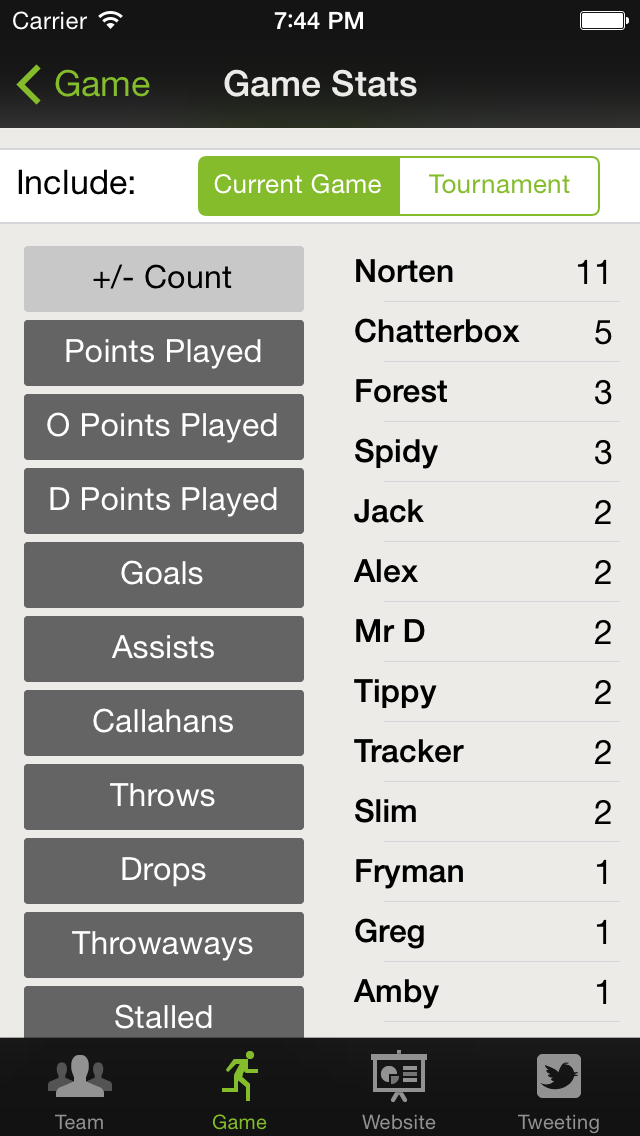 Carrier 7:44 PM
Game Game Stats
Include: Current Game Tournament
+/- Count
Points Played
O Points Played
D Points Played
Goals
Assists
Callahans
Throws
Drops
Throwaways
Stalled
Norten 11
Chatterbox 5
Forest 3
Spidy 3
Jack 2
Alex 2
Mr D 2
Tippy 2
Tracker 2
Slim 2
Fryman 1
Greg 1
Amby 1
Team Game Website Tweeting